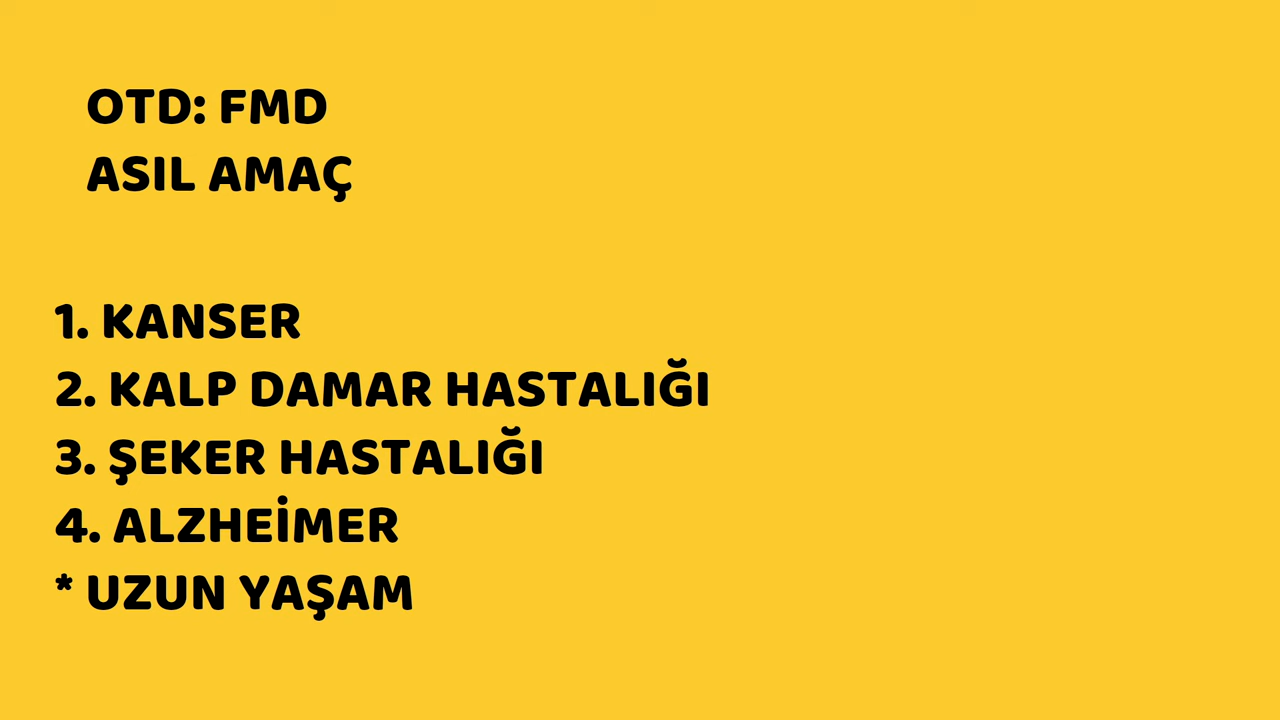 OTD: FMD
ASIL AMAÇ
1. KANSER
2. KALP DAMAR HASTALIĞI
3. ŞEKER HASTALIĞI
4. ALZHEİMER
* UZUN YAŞAM